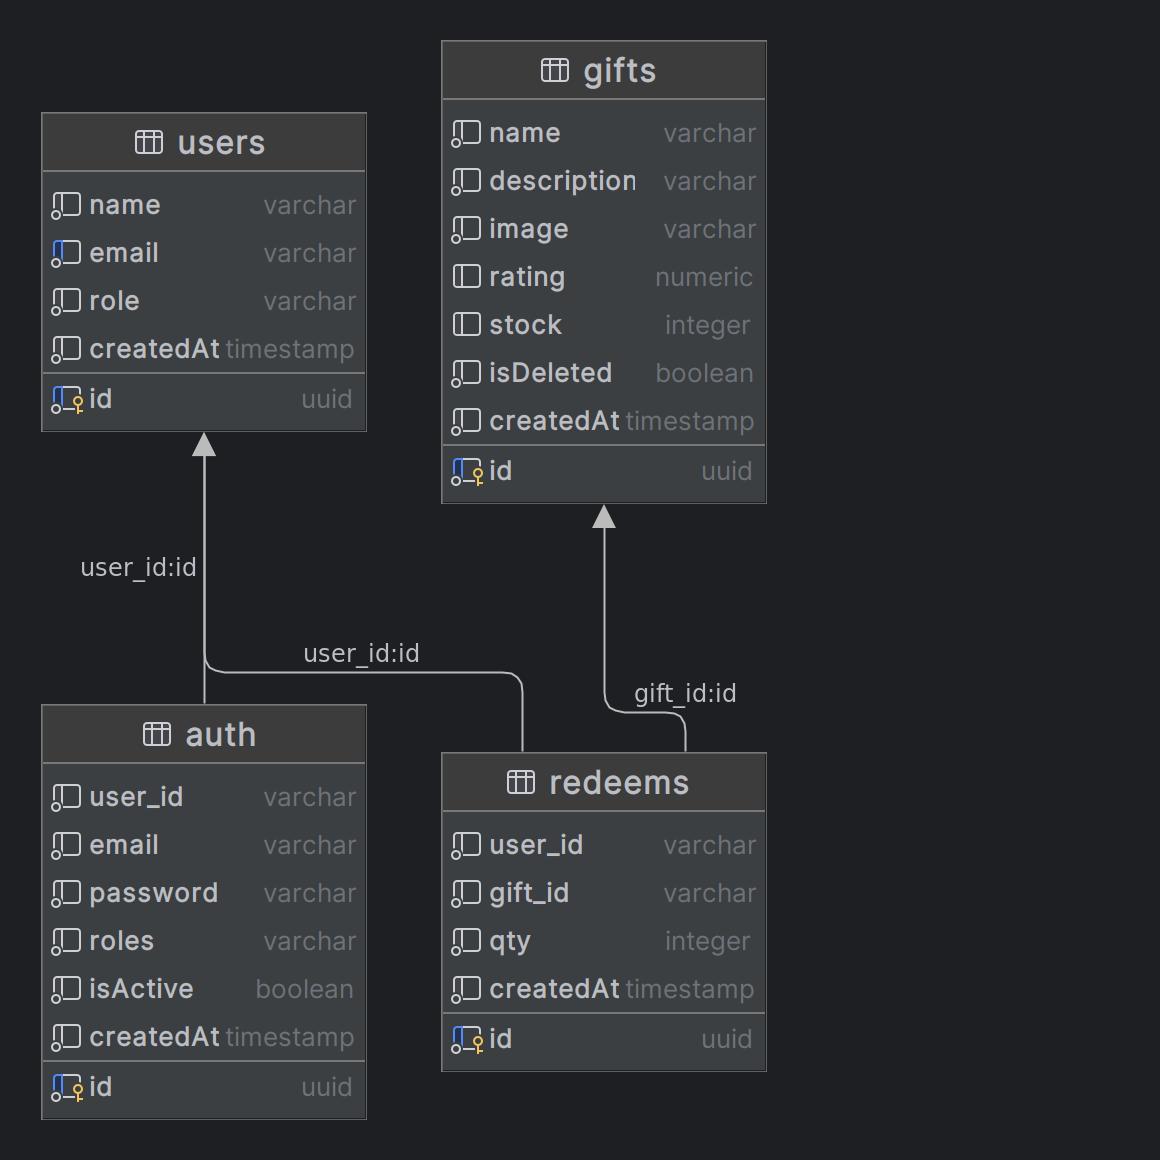 users
name varchar
email varchar
role varchar
createdAt timestamp
id uuid
gifts
name varchar
description varchar
image varchar
rating numeric
stock integer
isDeleted boolean
createdAt timestamp
id uuid
user_id:id
user_id:id
gift_id:id
auth
user_id varchar
email varchar
password varchar
roles varchar
isActive boolean
createdAt timestamp
id uuid
redeems
user_id varchar
gift_id varchar
qty integer
createdAt timestamp
id uuid